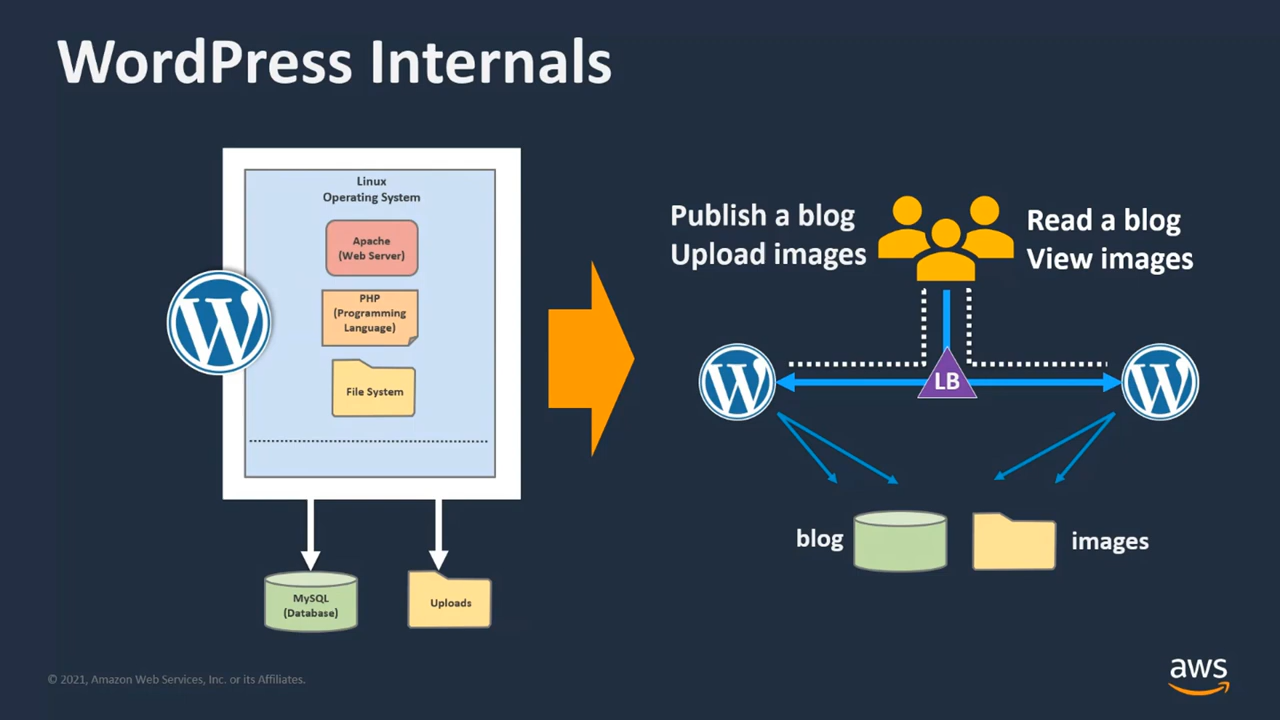 WordPress Internals
Linux
Operating System
Apache
(Web Server)
PHP
(Programming
Language)
File System
MySQL
(Database)
Uploads
Publish a blog
Upload images
Read a blog
View images
LB
blog
images
© 2021, Amazon Web Services, Inc. or its Affiliates.
aws